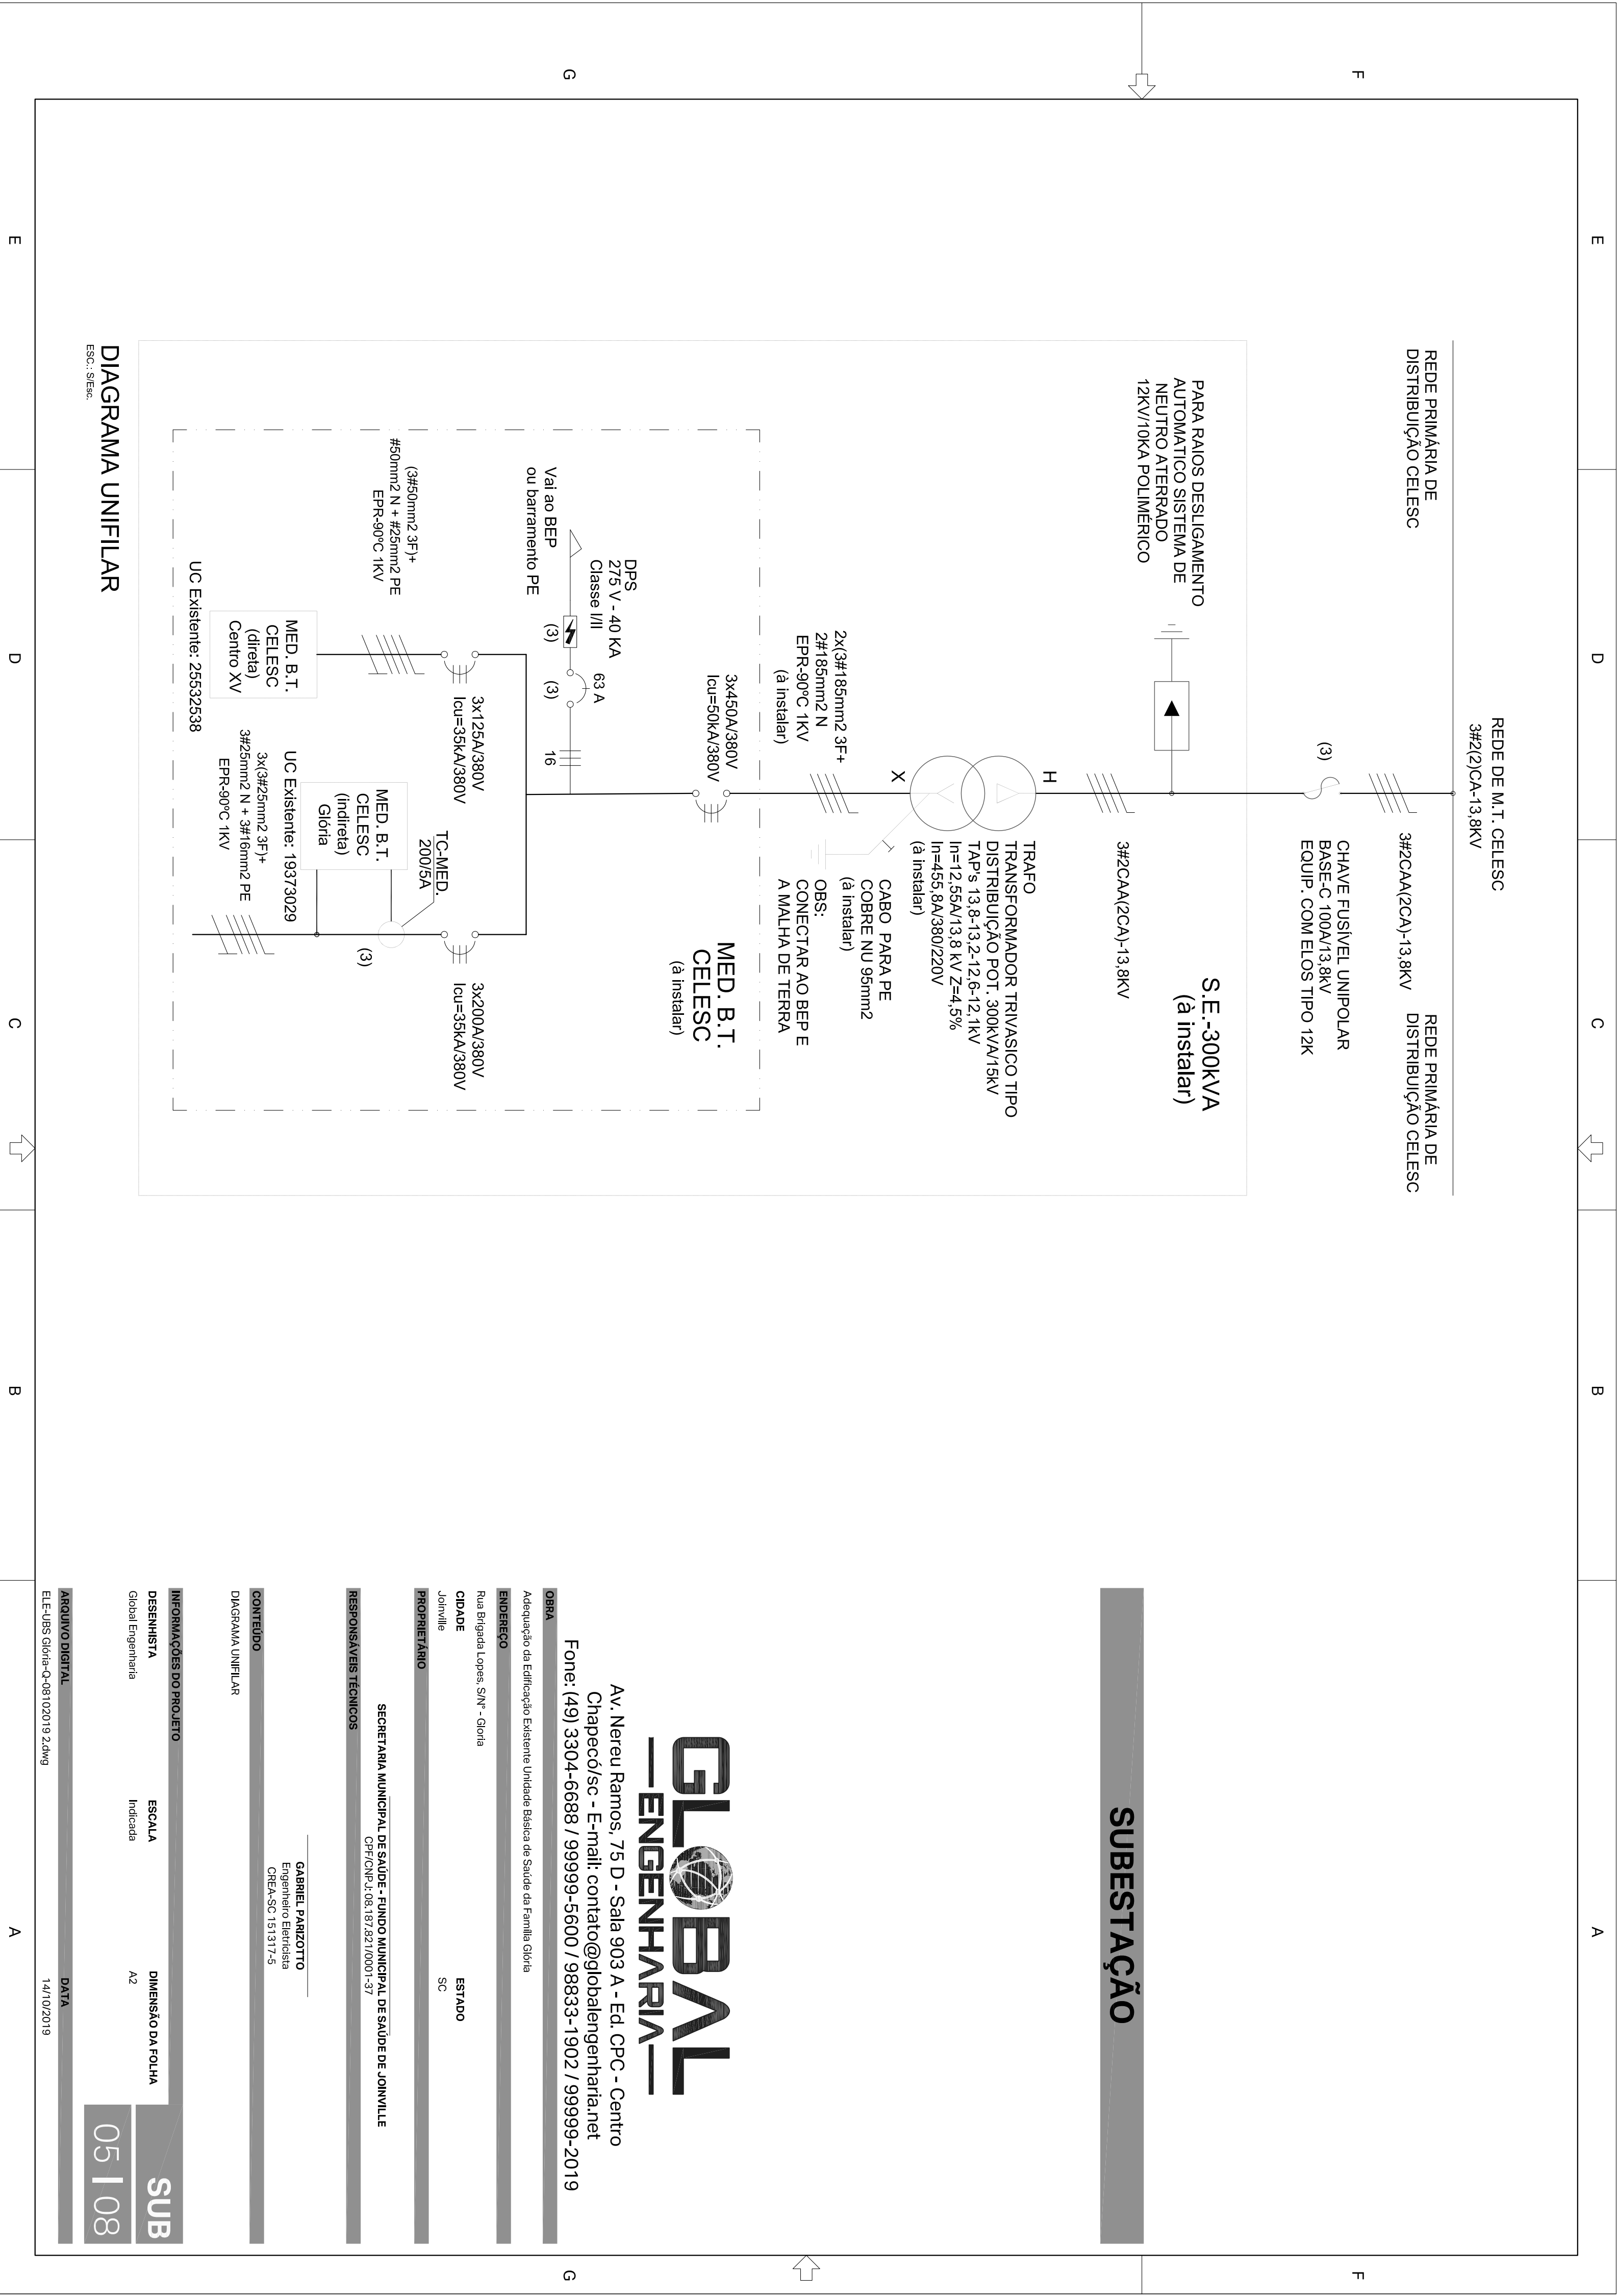 REDE DE M.T. CELESC
3#2(2)CA-13,8KV
REDE PRIMÁRIA DE
DISTRIBUIÇÃO CELESC
REDE PRIMÁRIA DE
DISTRIBUIÇÃO CELESC
3#2CAA(2CA)-13,8KV
(3)
CHAVE FUSÍVEL UNIPOLAR
BASE-C 100A/13,8kV
EQUIP. COM ELOS TIPO 12K
S.E.-300kVA
(à instalar)
PARA RAIOS DESLIGAMENTO
AUTOMATICO SISTEMA DE
NEUTRO ATERRADO
12KV/10KA POLIMÉRICO
3#2CAA(2CA)-13,8KV
H
X
TRAFO
TRANSFORMADOR TRIVASICO TIPO
DISTRIBUIÇÃO POT. 300kVA/15kV
TAP's 13,8-13,2-12,6-12,1kV
In=12,55A/13,8 kV Z=4,5%
In=455,8A/380/220V
(à instalar)
CABO PARA PE
COBRE NU 95mm2
(à instalar)
OBS:
CONECTAR AO BEP E
A MALHA DE TERRA
2x(3#185mm2 3F+
2#185mm2 N
EPR-90ºC 1KV
(à instalar)
MED. B.T.
CELESC
(à instalar)
3x450A/380V
Icu=50kA/380V
DPS
275 V - 40 KA
Classe I/II
63 A
(3)
(3)
16
Vai ao BEP
ou barramento PE
3x125A/380V
Icu=35kA/380V
3x200A/380V
Icu=35kA/380V
(3#50mm2 3F)+
#50mm2 N + #25mm2 PE
EPR-90ºC 1KV
TC-MED.
200/5A
(3)
MED. B.T.
CELESC
(indireta)
Glória
MED. B.T.
CELESC
(direta)
Centro XV
UC Existente: 19373029
3x(3#25mm2 3F)+
3#25mm2 N + 3#16mm2 PE
EPR-90ºC 1KV
UC Existente: 25532538
DIAGRAMA UNIFILAR
ESC.: S/Esc.
SUBESTAÇÃO
GLOBAL
ENGENHARIA
Av. Nereu Ramos, 75 D - Sala 903 A - Ed. CPC - Centro
Chapecó/sc - E-mail: contato@globalengenharia.net
Fone: (49) 3304-6688 / 99999-5600 / 98833-1902 / 99999-2019
OBRA
Adequação da Edificação Existente Unidade Básica de Saúde da Família Glória
ENDEREÇO
Rua Brigada Lopes, S/Nº - Gloria
CIDADE ESTADO
Joinville SC
PROPRIETÁRIO
SECRETARIA MUNICIPAL DE SAÚDE - FUNDO MUNICIPAL DE SAÚDE DE JOINVILLE
CPF/CNPJ: 08.187.821/0001-37
RESPONSÁVEIS TÉCNICOS
GABRIEL PARIZOTTO
Engenheiro Eletricista
CREA-SC 151317-5
CONTEÚDO
DIAGRAMA UNIFILAR
INFORMAÇÕES DO PROJETO
DESENHISTA ESCALA DIMENSÃO DA FOLHA
Global Engenharia Indicada A2
SUB
05 | 08
ARQUIVO DIGITAL DATA
ELE-UBS Glória-Q-08102019 2.dwg 14/10/2019
E D C B A
E D C B A
F G
F G